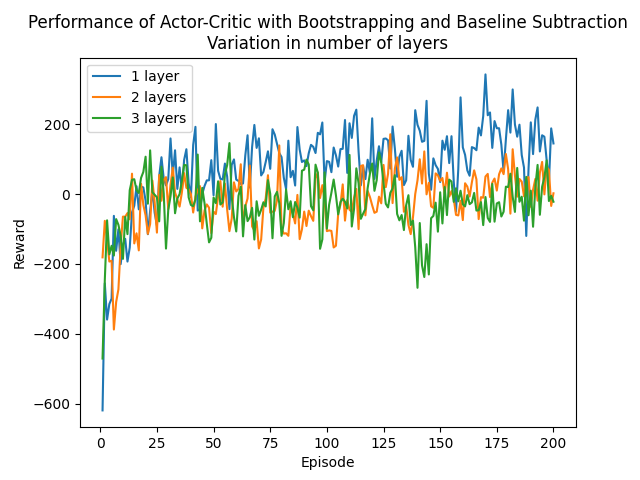 Performance of Actor-Critic with Bootstrapping and Baseline Subtraction
Variation in number of layers
1 layer
2 layers
3 layers
200
0
−200
−400
−600
Reward
0
25
50
75
100
125
150
175
200
Episode